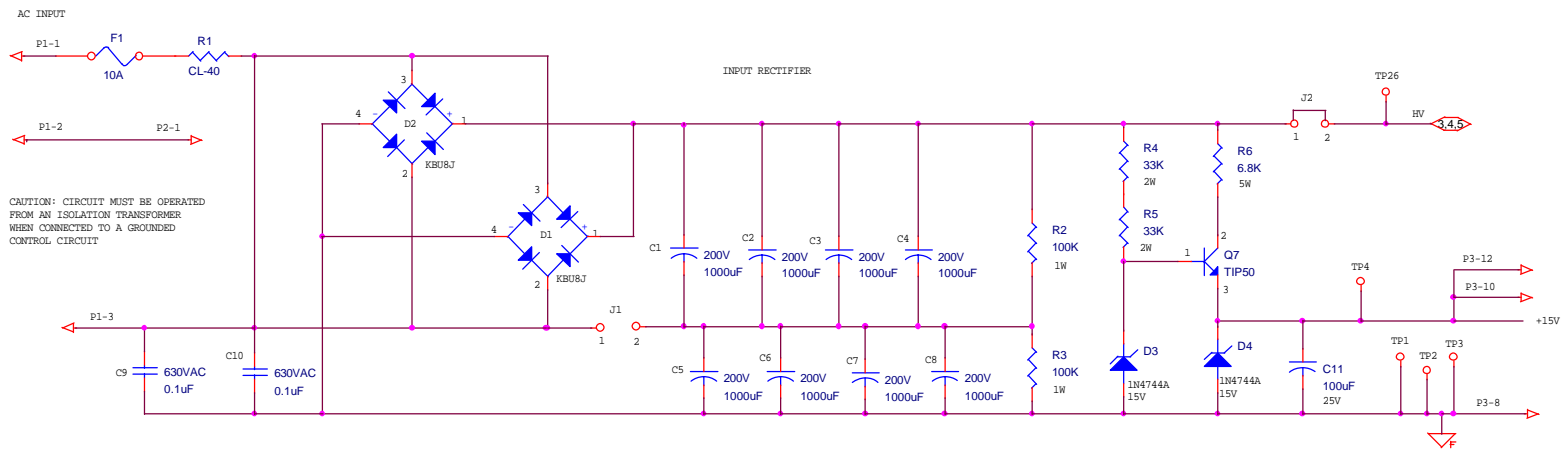 AC INPUT
P1-1
F1
10A
R1
CL-40
P1-2
P2-1
CAUTION: CIRCUIT MUST BE OPERATED
FROM AN ISOLATION TRANSFORMER
WHEN CONNECTED TO A GROUNDED
CONTROL CIRCUIT
INPUT RECTIFIER
3
4
-
D2
+
1
2
KBU8J
3
4
-
D1
+
1
2
KBU8J
P1-3
C9
630VAC
0.1uF
C10
630VAC
0.1uF
J1
1
2
C1
200V
1000uF
C2
200V
1000uF
C3
200V
1000uF
C4
200V
1000uF
C5
200V
1000uF
C6
200V
1000uF
C7
200V
1000uF
C8
200V
1000uF
R2
100K
1W
R3
100K
1W
R4
33K
2W
R5
33K
2W
R6
6.8K
5W
1
2
Q7
TIP50
3
D3
1N4744A
15V
D4
1N4744A
15V
C11
100uF
25V
J2
1
2
TP26
HV
3,4,5
TP4
P3-12
P3-10
+15V
TP1
TP2
TP3
P3-8
F